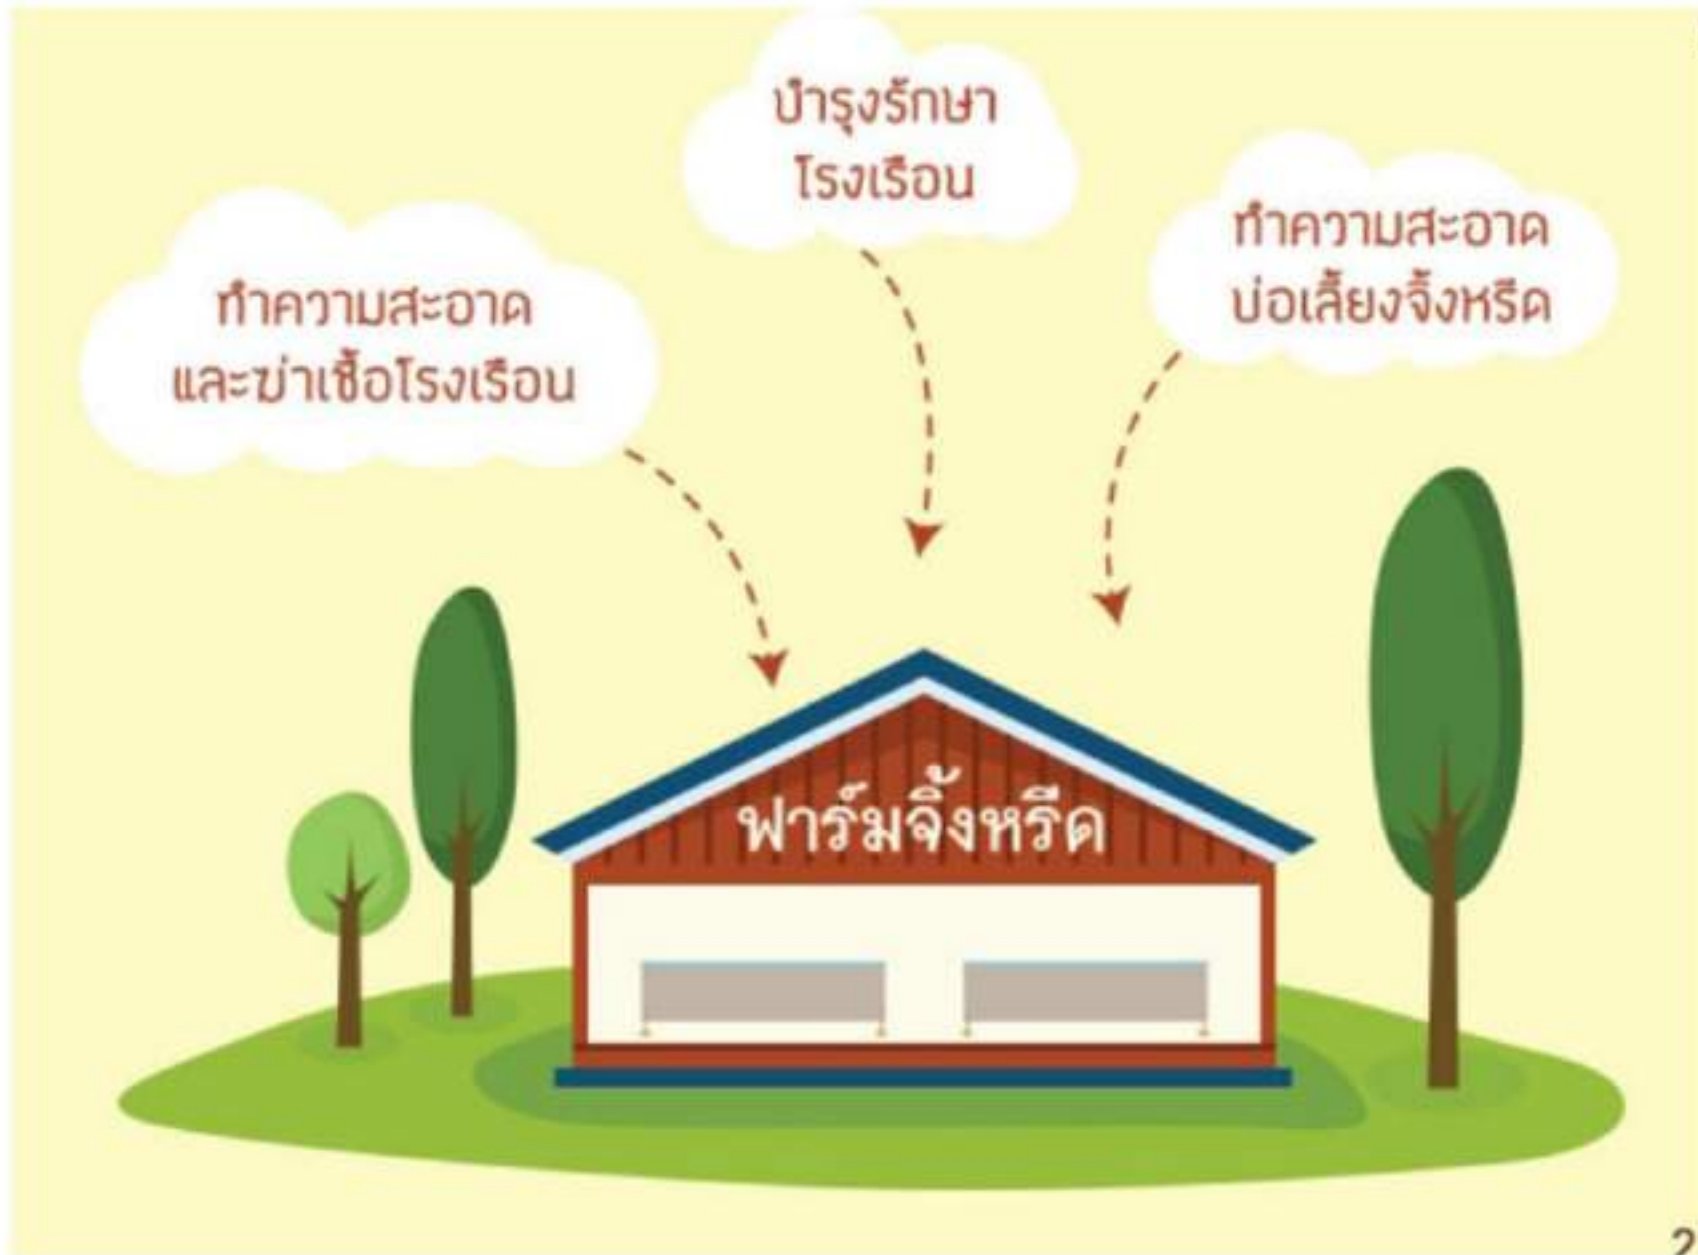 บำรุงรักษา
โรงเรือน
ทำความสะอาด
บ่อเลี้ยงจิ้งหรีด
ทำความสะอาด
และฆ่าเชื้อโรงเรือน
ฟาร์มจิ้งหรีด
2